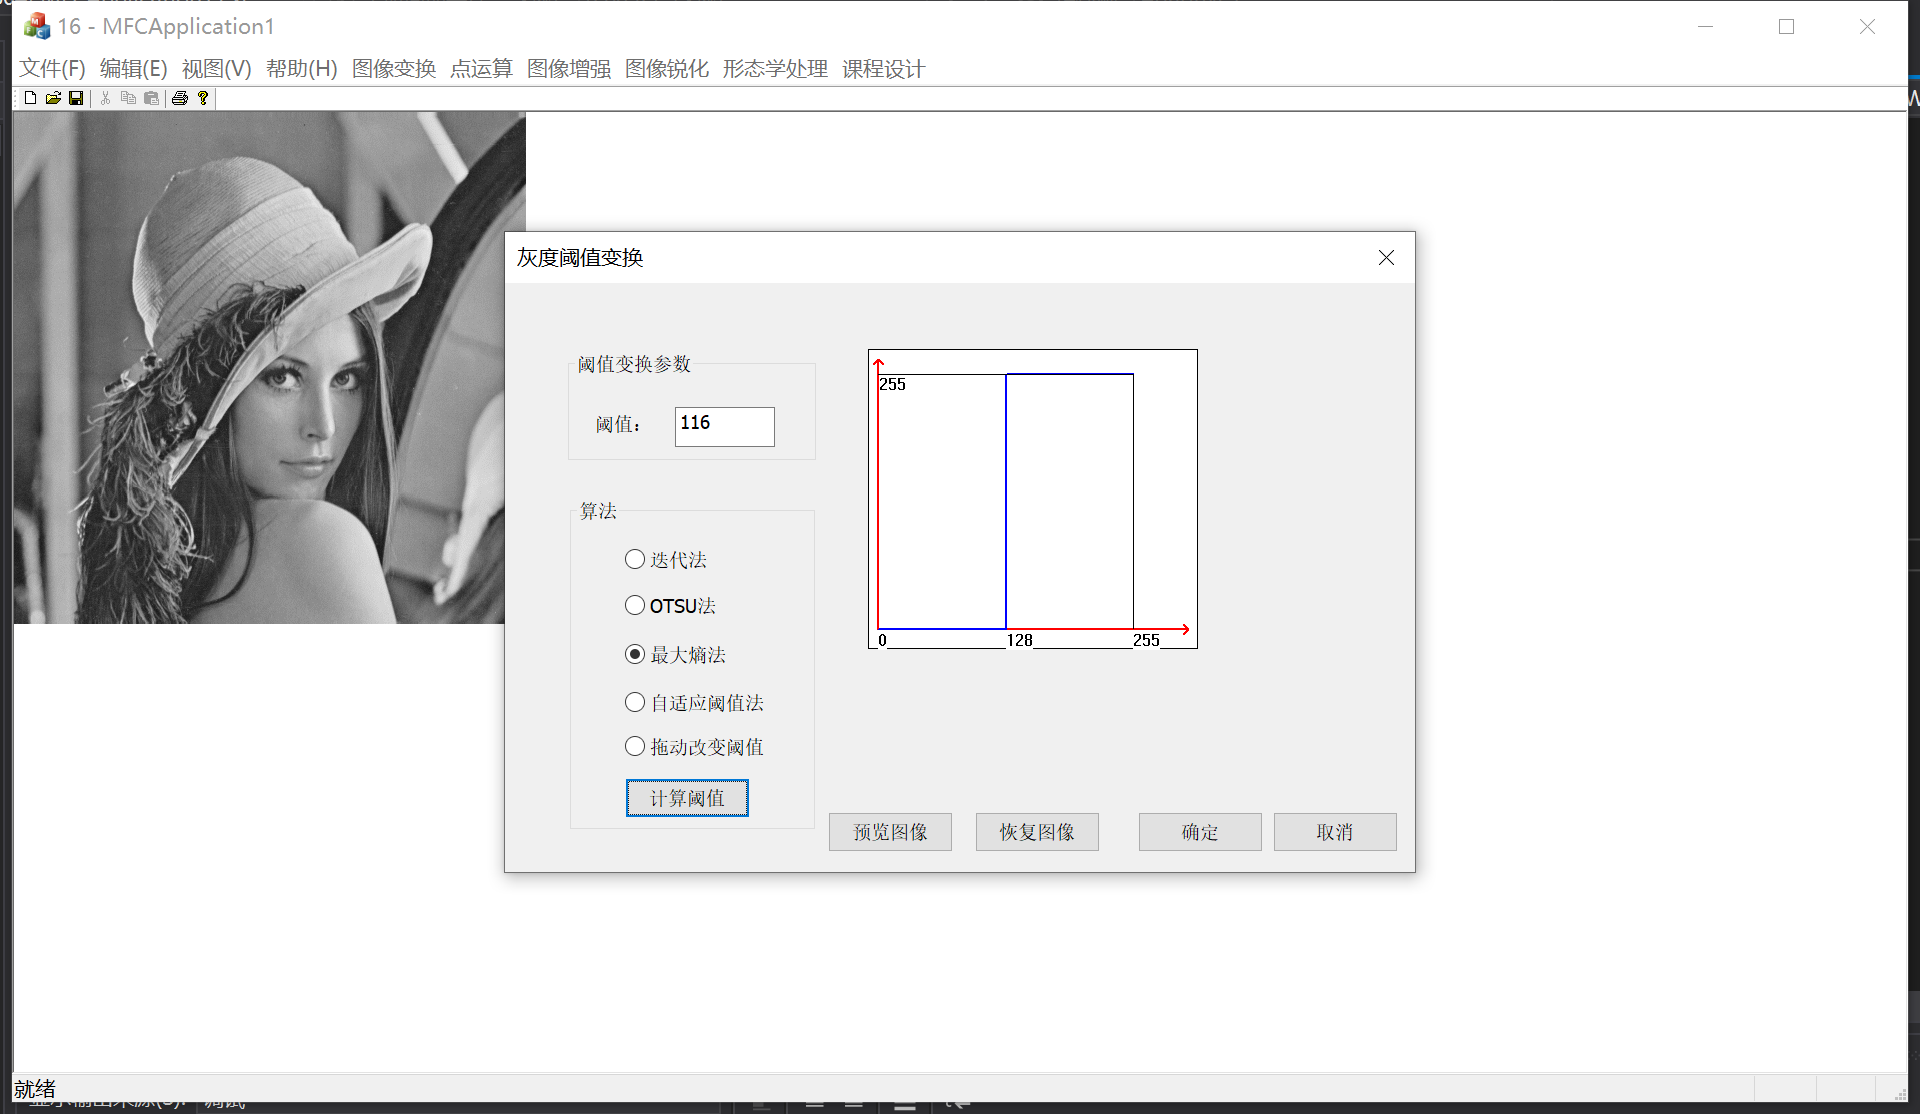 16 - MFCApplication1
文件(F) 编辑(E) 视图(V) 帮助(H) 图像变换 点运算 图像增强 图像锐化 形态学处理 课程设计
灰度阈值变换
阈值变换参数
阈值: 116
算法
迭代法
OTSU法
最大熵法
自适应阈值法
拖动改变阈值
计算阈值
255
0 128 255
预览图像 恢复图像 确定 取消
就绪